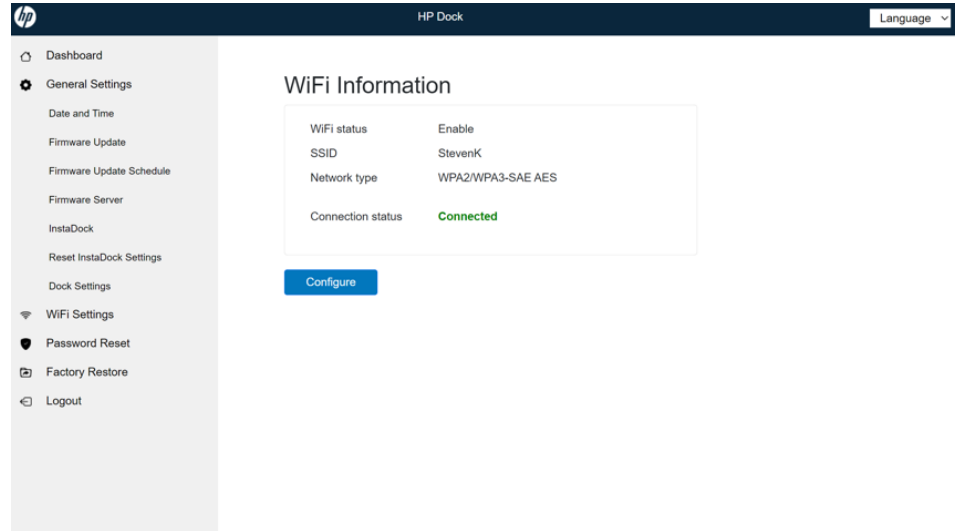 hp
HP Dock
Language
Dashboard
General Settings
Date and Time
Firmware Update
Firmware Update Schedule
Firmware Server
InstaDock
Reset InstaDock Settings
Dock Settings
WiFi Settings
Password Reset
Factory Restore
Logout
WiFi Information
WiFi status Enable
SSID StevenK
Network type WPA2/WPA3-SAE AES
Connection status Connected
Configure